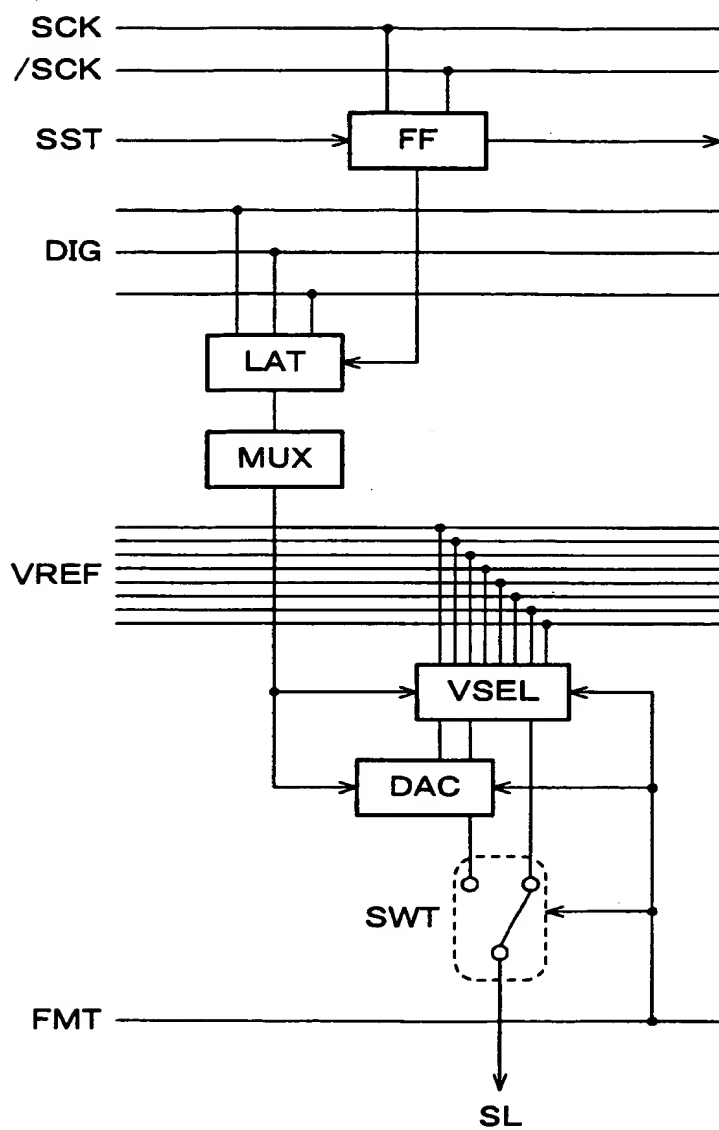 SCK
/SCK
SST
FF
DIG
LAT
MUX
VREF
VSEL
DAC
SWT
FMT
SL